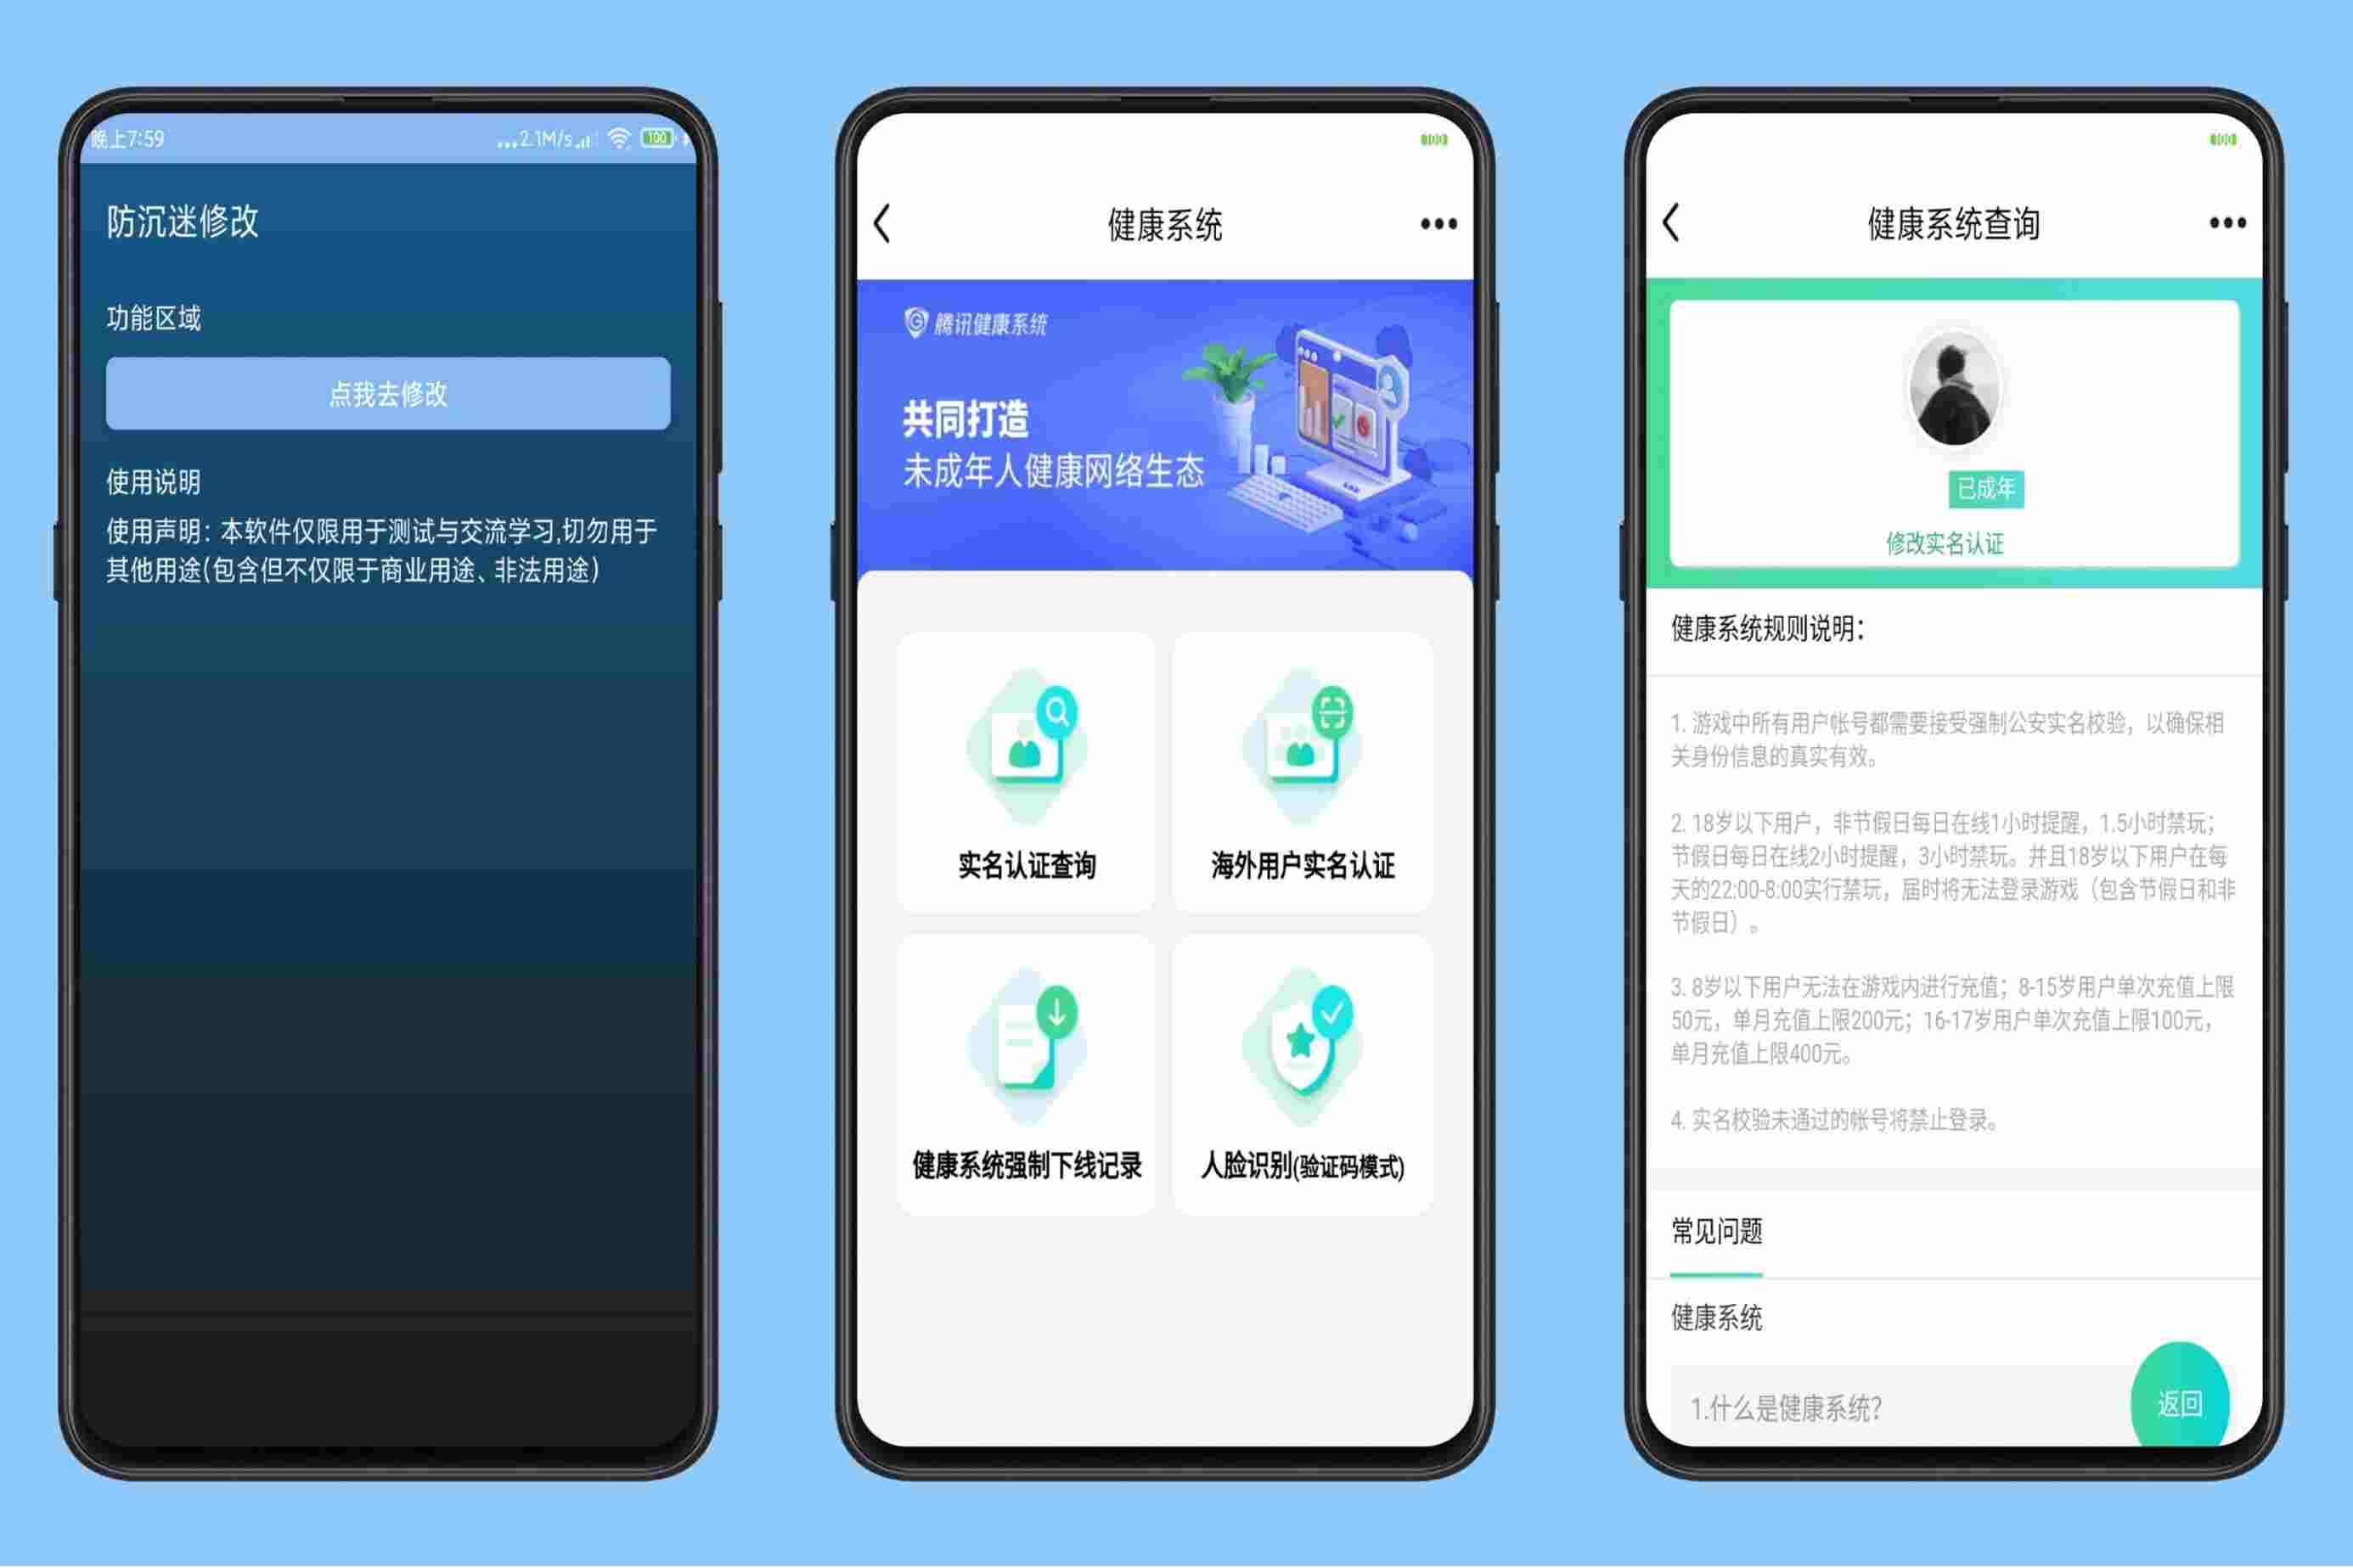 晚上7:59
...2.1M/s
100
防沉迷修改
功能区域
点我去修改
使用说明
使用声明: 本软件仅限用于测试与交流学习,切勿用于
其他用途(包含但不仅限于商业用途、非法用途)
健康系统
腾讯健康系统
共同打造
未成年人健康网络生态
实名认证查询
海外用户实名认证
健康系统强制下线记录
人脸识别(验证码模式)
健康系统查询
已成年
修改实名认证
健康系统规则说明：
1. 游戏中所有用户帐号都需要接受强制公安实名校验，以确保相
关身份信息的真实有效。
2. 18岁以下用户，非节假日每日在线1小时提醒，1.5小时禁玩；
节假日每日在线2小时提醒，3小时禁玩。并且18岁以下用户在每
天的22:00-8:00实行禁玩，届时将无法登录游戏（包含节假日和非
节假日）。
3. 8岁以下用户无法在游戏内进行充值；8-15岁用户单次充值上限
50元，单月充值上限200元；16-17岁用户单次充值上限100元，
单月充值上限400元。
4. 实名校验未通过的帐号将禁止登录。
常见问题
健康系统
1.什么是健康系统?
返回